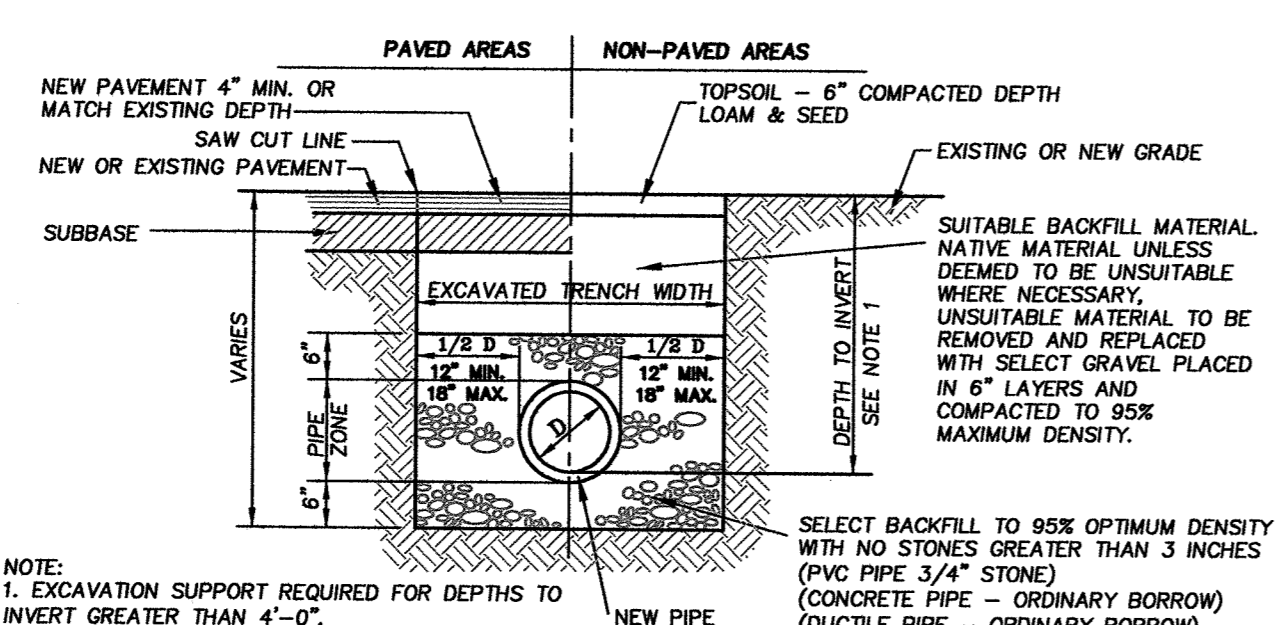 PAVED AREAS
NON-PAVED AREAS
NEW PAVEMENT 4" MIN. OR
MATCH EXISTING DEPTH
SAW CUT LINE
NEW OR EXISTING PAVEMENT
SUBBASE
TOPSOIL - 6" COMPACTED DEPTH
LOAM & SEED
EXISTING OR NEW GRADE
SUITABLE BACKFILL MATERIAL.
NATIVE MATERIAL UNLESS
DEEMED TO BE UNSUITABLE
WHERE NECESSARY,
UNSUITABLE MATERIAL TO BE
REMOVED AND REPLACED
WITH SELECT GRAVEL PLACED
IN 6" LAYERS AND
COMPACTED TO 95%
MAXIMUM DENSITY.
EXCAVATED TRENCH WIDTH
VARIES
6"
PIPE
ZONE
6"
1/2 D
12" MIN.
18" MAX.
1/2 D
12" MIN.
18" MAX.
D
DEPTH TO INVERT
SEE NOTE 1
SELECT BACKFILL TO 95% OPTIMUM DENSITY
WITH NO STONES GREATER THAN 3 INCHES
(PVC PIPE 3/4" STONE)
(CONCRETE PIPE - ORDINARY BORROW)
(DUCTILE PIPE - ORDINARY BORROW)
NEW PIPE
NOTE:
1. EXCAVATION SUPPORT REQUIRED FOR DEPTHS TO
INVERT GREATER THAN 4'-0".